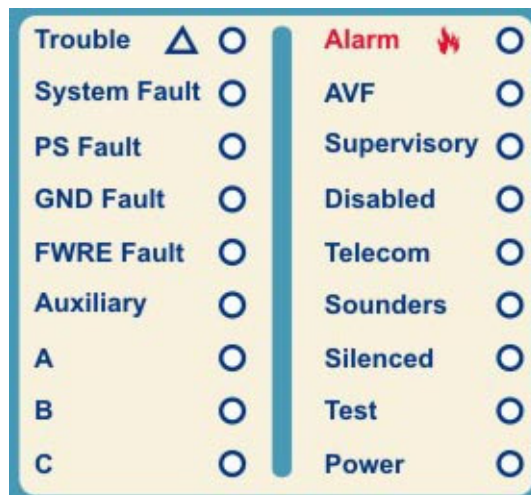 Trouble
System Fault
PS Fault
GND Fault
FWRE Fault
Auxiliary
A
B
C
Alarm
AVF
Supervisory
Disabled
Telecom
Sounders
Silenced
Test
Power